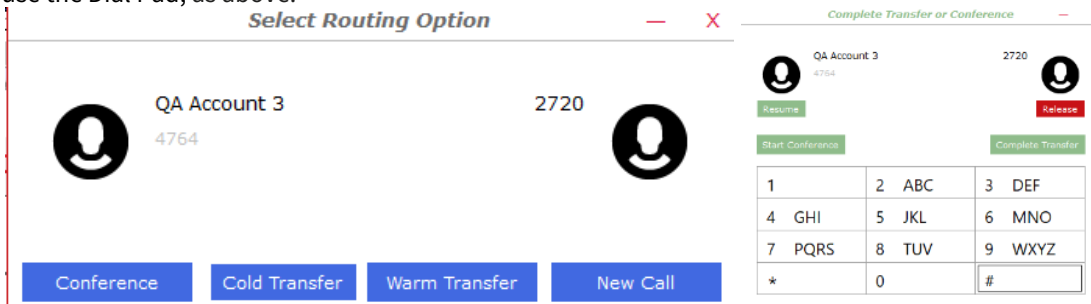 use the Dial Pad, as above.
Select Routing Option — X
QA Account 3 2720
4764
Conference Cold Transfer Warm Transfer New Call
Complete Transfer or Conference —
QA Account 3 2720
4764
Resume Release
Start Conference Complete Transfer
1 2 ABC 3 DEF
4 GHI 5 JKL 6 MNO
7 PQRS 8 TUV 9 WXYZ
* 0 #